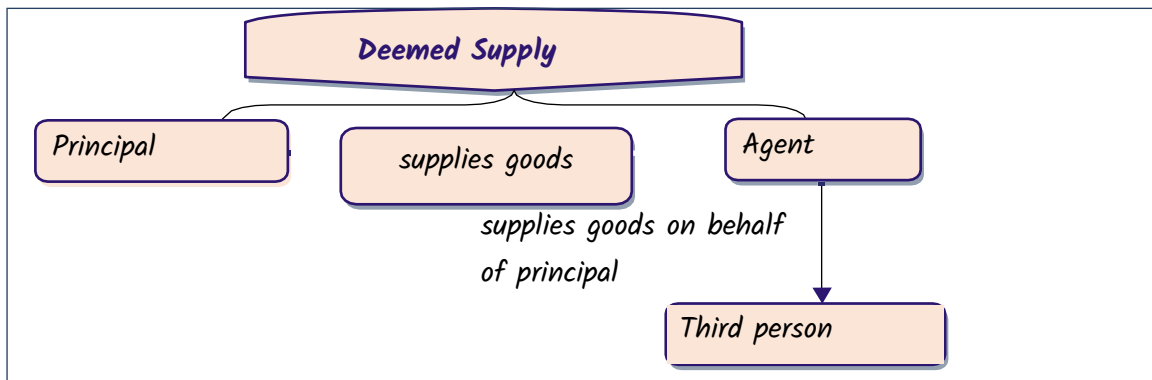 Deemed Supply
Principal
supplies goods
Agent
supplies goods on behalf
of principal
Third person